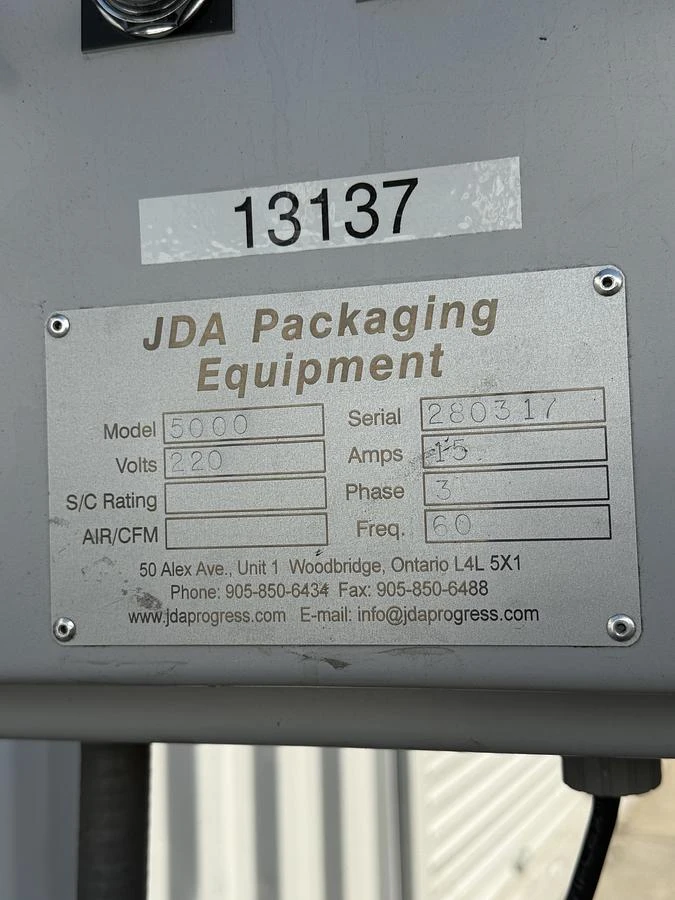 13137
JDA Packaging
Equipment
Model 5000 Serial 280317
Volts 220 Amps 15
S/C Rating Phase 3
AIR/CFM Freq. 60
50 Alex Ave., Unit 1 Woodbridge, Ontario L4L 5X1
Phone: 905-850-6434 Fax: 905-850-6488
www.jdaprogress.com E-mail: info@jdaprogress.com